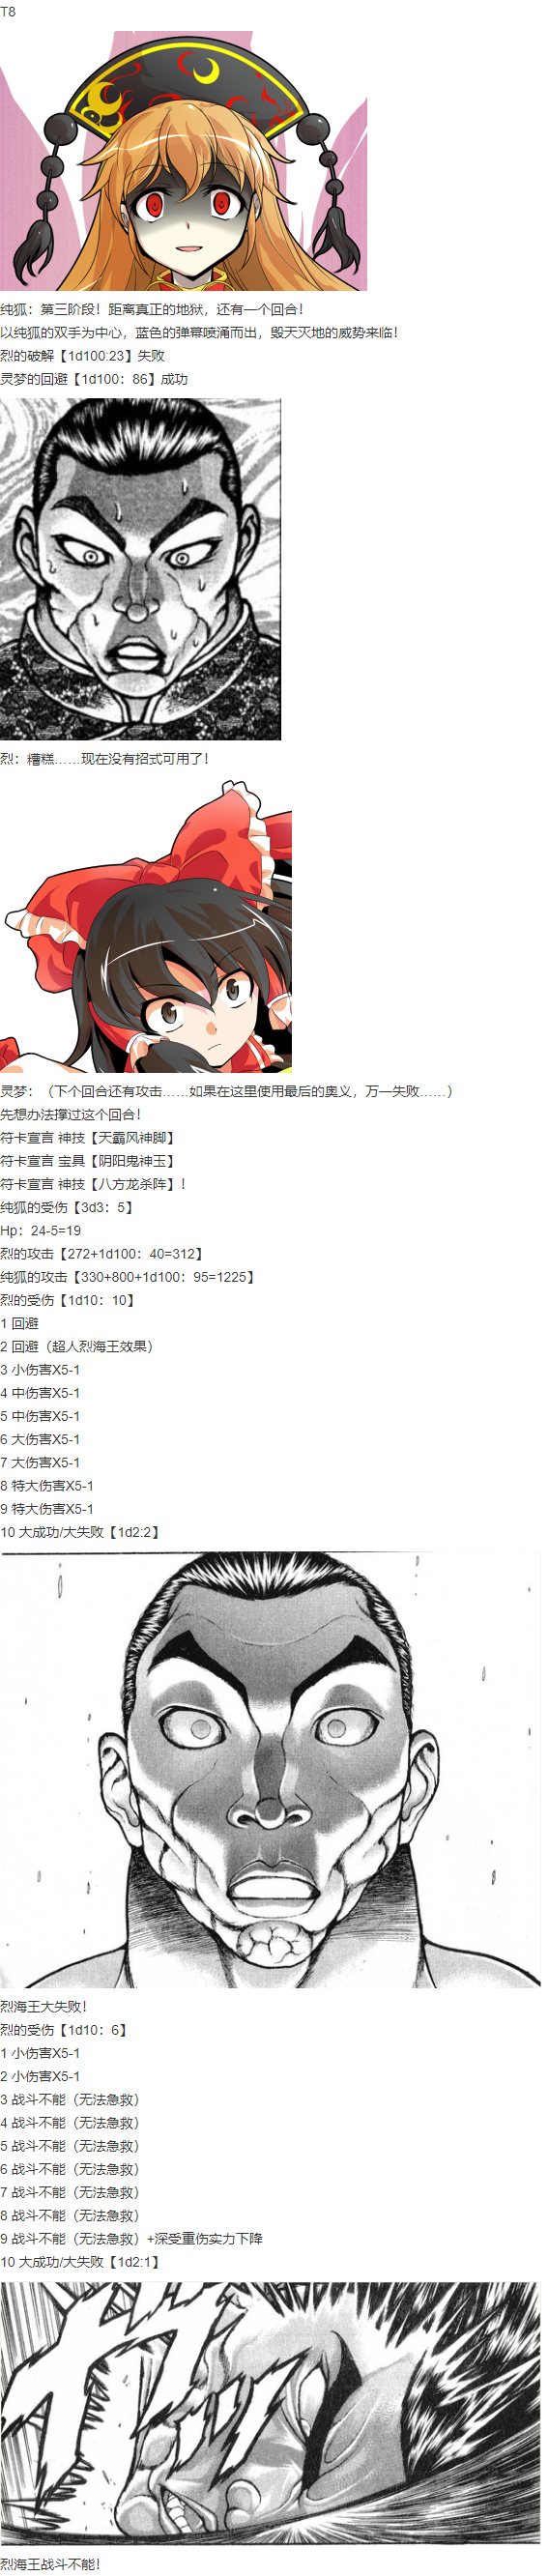 T8
纯狐：第三阶段！距离真正的地狱，还有一个回合！
以纯狐的双手为中心，蓝色的弹幕喷涌而出，毁天灭地的威势来临！
烈的破解【1d100:23】失败
灵梦的回避【1d100：86】成功
烈：糟糕……现在没有招式可用了！
灵梦：（下个回合还有攻击……如果在这里使用最后的奥义，万一失败……）
先想办法撑过这个回合！
符卡宣言 神技【天霸风神脚】
符卡宣言 宝具【阴阳鬼神玉】
符卡宣言 神技【八方龙杀阵】！
纯狐的受伤【3d3：5】
Hp：24-5=19
烈的攻击【272+1d100：40=312】
纯狐的攻击【330+800+1d100：95=1225】
烈的受伤【1d10：10】
1 回避
2 回避（超人烈海王效果）
3 小伤害X5-1
4 中伤害X5-1
5 中伤害X5-1
6 大伤害X5-1
7 大伤害X5-1
8 特大伤害X5-1
9 特大伤害X5-1
10 大成功/大失败【1d2:2】
烈海王大失败！
烈的受伤【1d10：6】
1 小伤害X5-1
2 小伤害X5-1
3 战斗不能（无法急救）
4 战斗不能（无法急救）
5 战斗不能（无法急救）
6 战斗不能（无法急救）
7 战斗不能（无法急救）
8 战斗不能（无法急救）
9 战斗不能（无法急救）+深受重伤实力下降
10 大成功/大失败【1d2:1】
烈海王战斗不能！